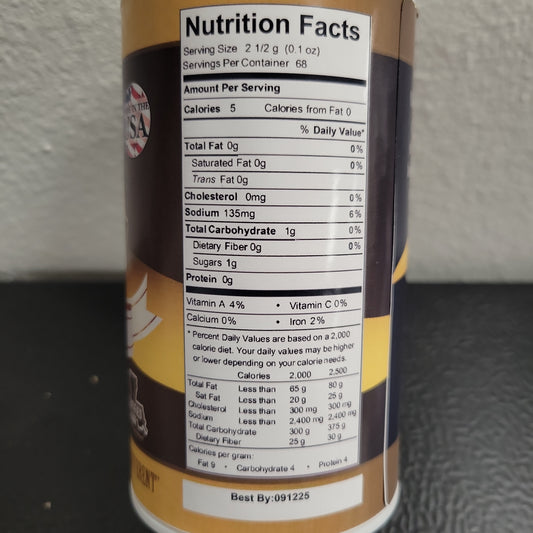 Nutrition Facts
Serving Size 2 1/2 g (0.1 oz)
Servings Per Container 68
Amount Per Serving
Calories 5 Calories from Fat 0
% Daily Value*
Total Fat 0g 0%
Saturated Fat 0g 0%
Trans Fat 0g
Cholesterol 0mg 0%
Sodium 135mg 6%
Total Carbohydrate 1g 0%
Dietary Fiber 0g 0%
Sugars 1g
Protein 0g
Vitamin A 4% • Vitamin C 0%
Calcium 0% • Iron 2%
* Percent Daily Values are based on a 2,000
calorie diet. Your daily values may be higher
or lower depending on your calorie needs.
Calories 2,000 2,500
Total Fat Less than 65 g 80 g
Sat Fat Less than 20 g 25 g
Cholesterol Less than 300 mg 300 mg
Sodium Less than 2,400 mg 2,400 mg
Total Carbohydrate 300 g 375 g
Dietary Fiber 25 g 30 g
Calories per gram:
Fat 9 • Carbohydrate 4 • Protein 4
Best By:091225
IN THE
USA